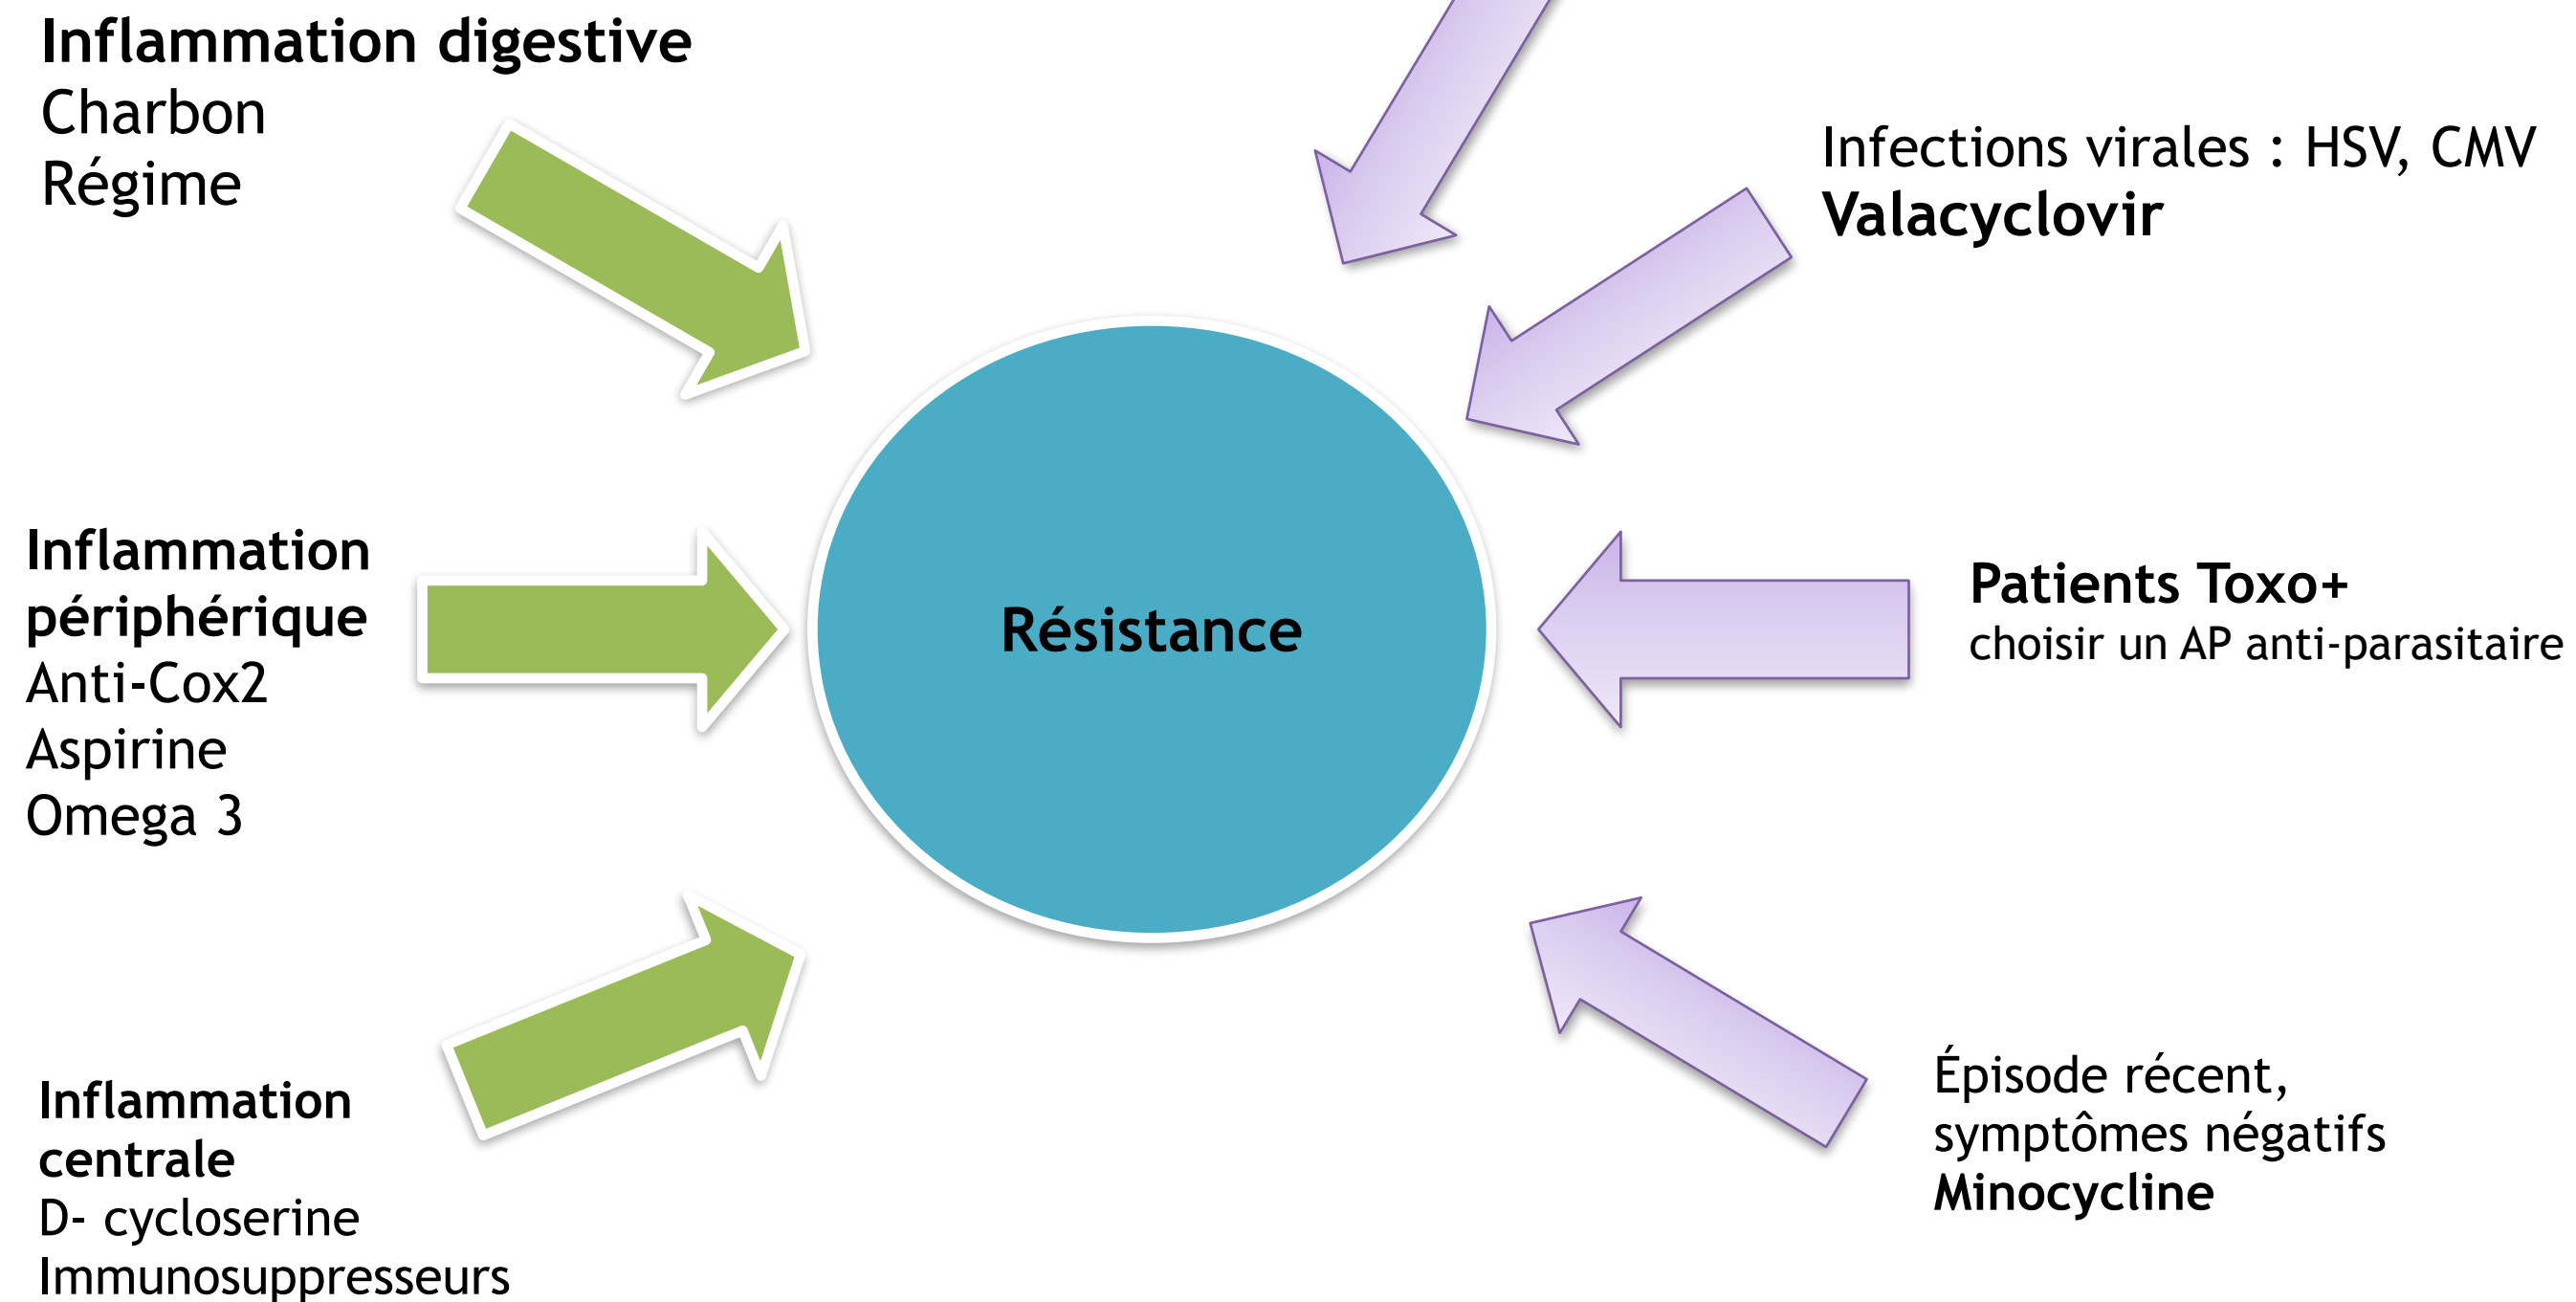 Inflammation digestive
Charbon
Régime
Infections virales : HSV, CMV
Valacyclovir
Inflammation
périphérique
Anti-Cox2
Aspirine
Omega 3
Résistance
Patients Toxo+
choisir un AP anti-parasitaire
Inflammation
centrale
D- cycloserine
Immunosuppresseurs
Épisode récent,
symptômes négatifs
Minocycline